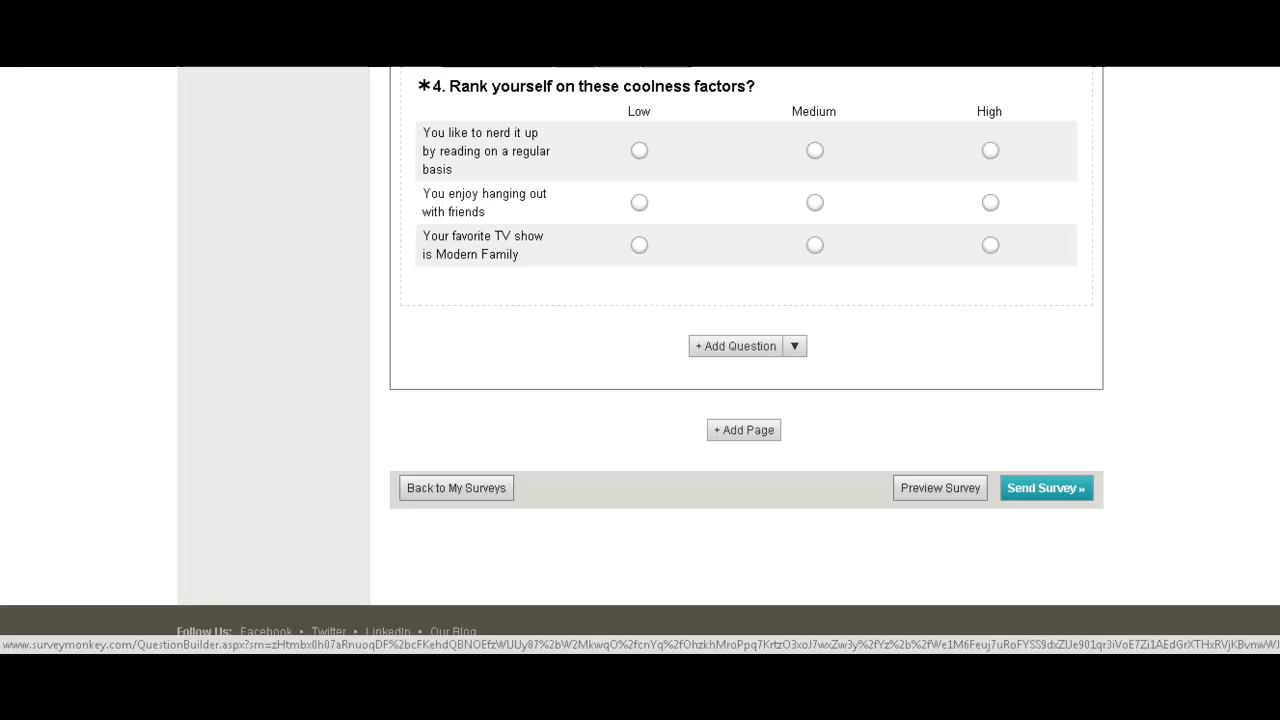 *4. Rank yourself on these coolness factors?
Low Medium High
You like to nerd it up
by reading on a regular
basis
You enjoy hanging out
with friends
Your favorite TV show
is Modern Family
+ Add Question ▼
+ Add Page
Back to My Surveys Preview Survey Send Survey »
Follow Us: Facebook • Twitter • LinkedIn • Our Blog